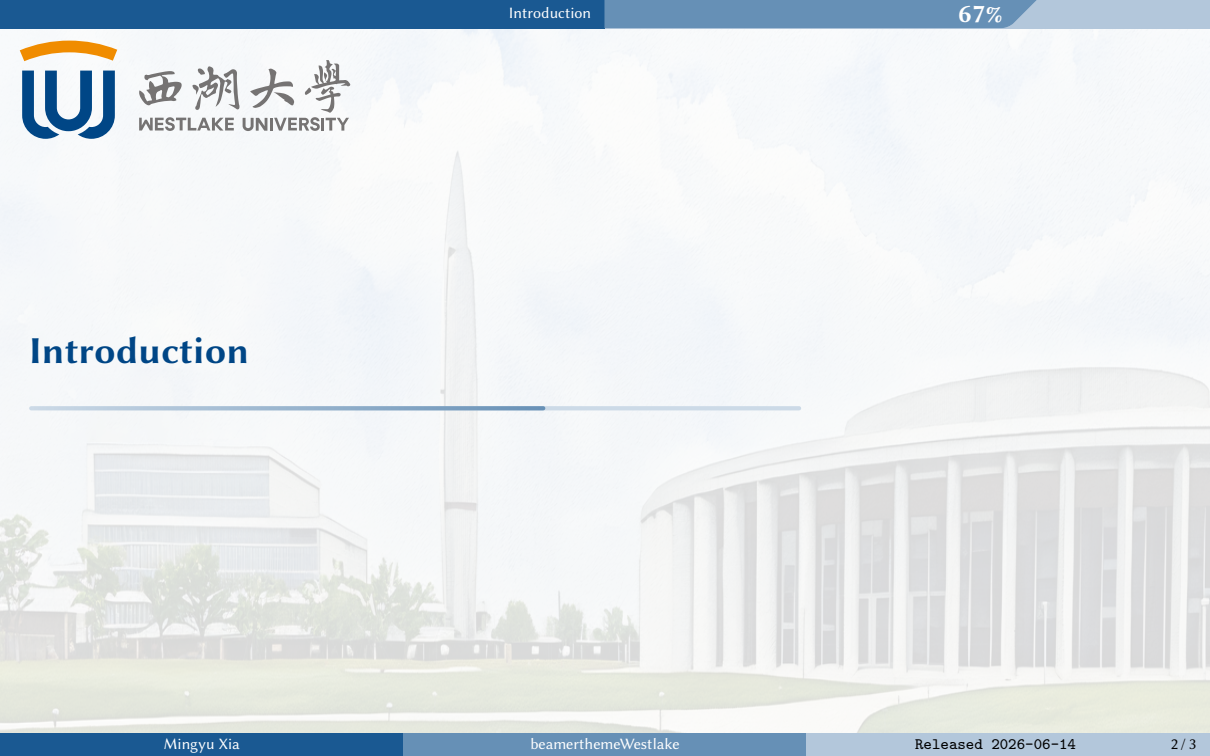 Introduction
67%
西湖大學
WESTLAKE UNIVERSITY
Introduction
Mingyu Xia
beamerthemeWestlake
Released 2026-06-14
2 / 3